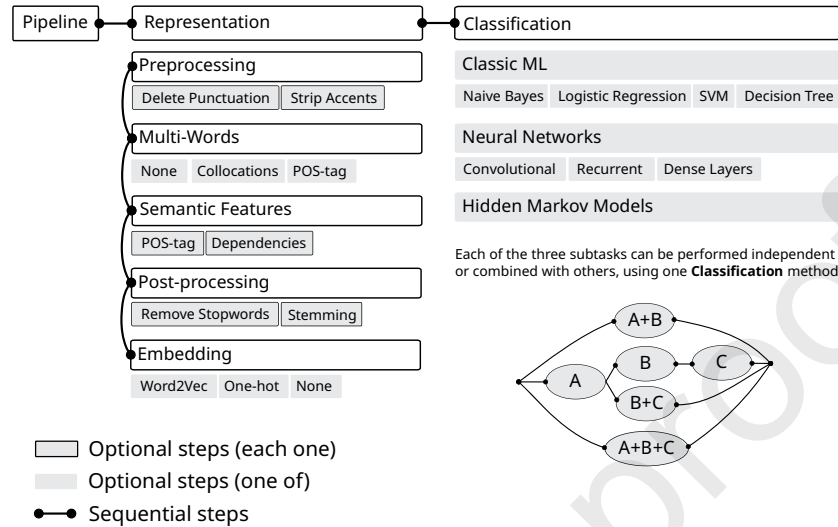 Pipeline Representation Classification
Preprocessing
Delete Punctuation Strip Accents
Multi-Words
None Collocations POS-tag
Semantic Features
POS-tag Dependencies
Post-processing
Remove Stopwords Stemming
Embedding
Word2Vec One-hot None
Classic ML
Naive Bayes Logistic Regression SVM Decision Tree
Neural Networks
Convolutional Recurrent Dense Layers
Hidden Markov Models
Each of the three subtasks can be performed independent
or combined with others, using one Classification method
A+B
A B C
B+C
A+B+C
Optional steps (each one)
Optional steps (one of)
Sequential steps